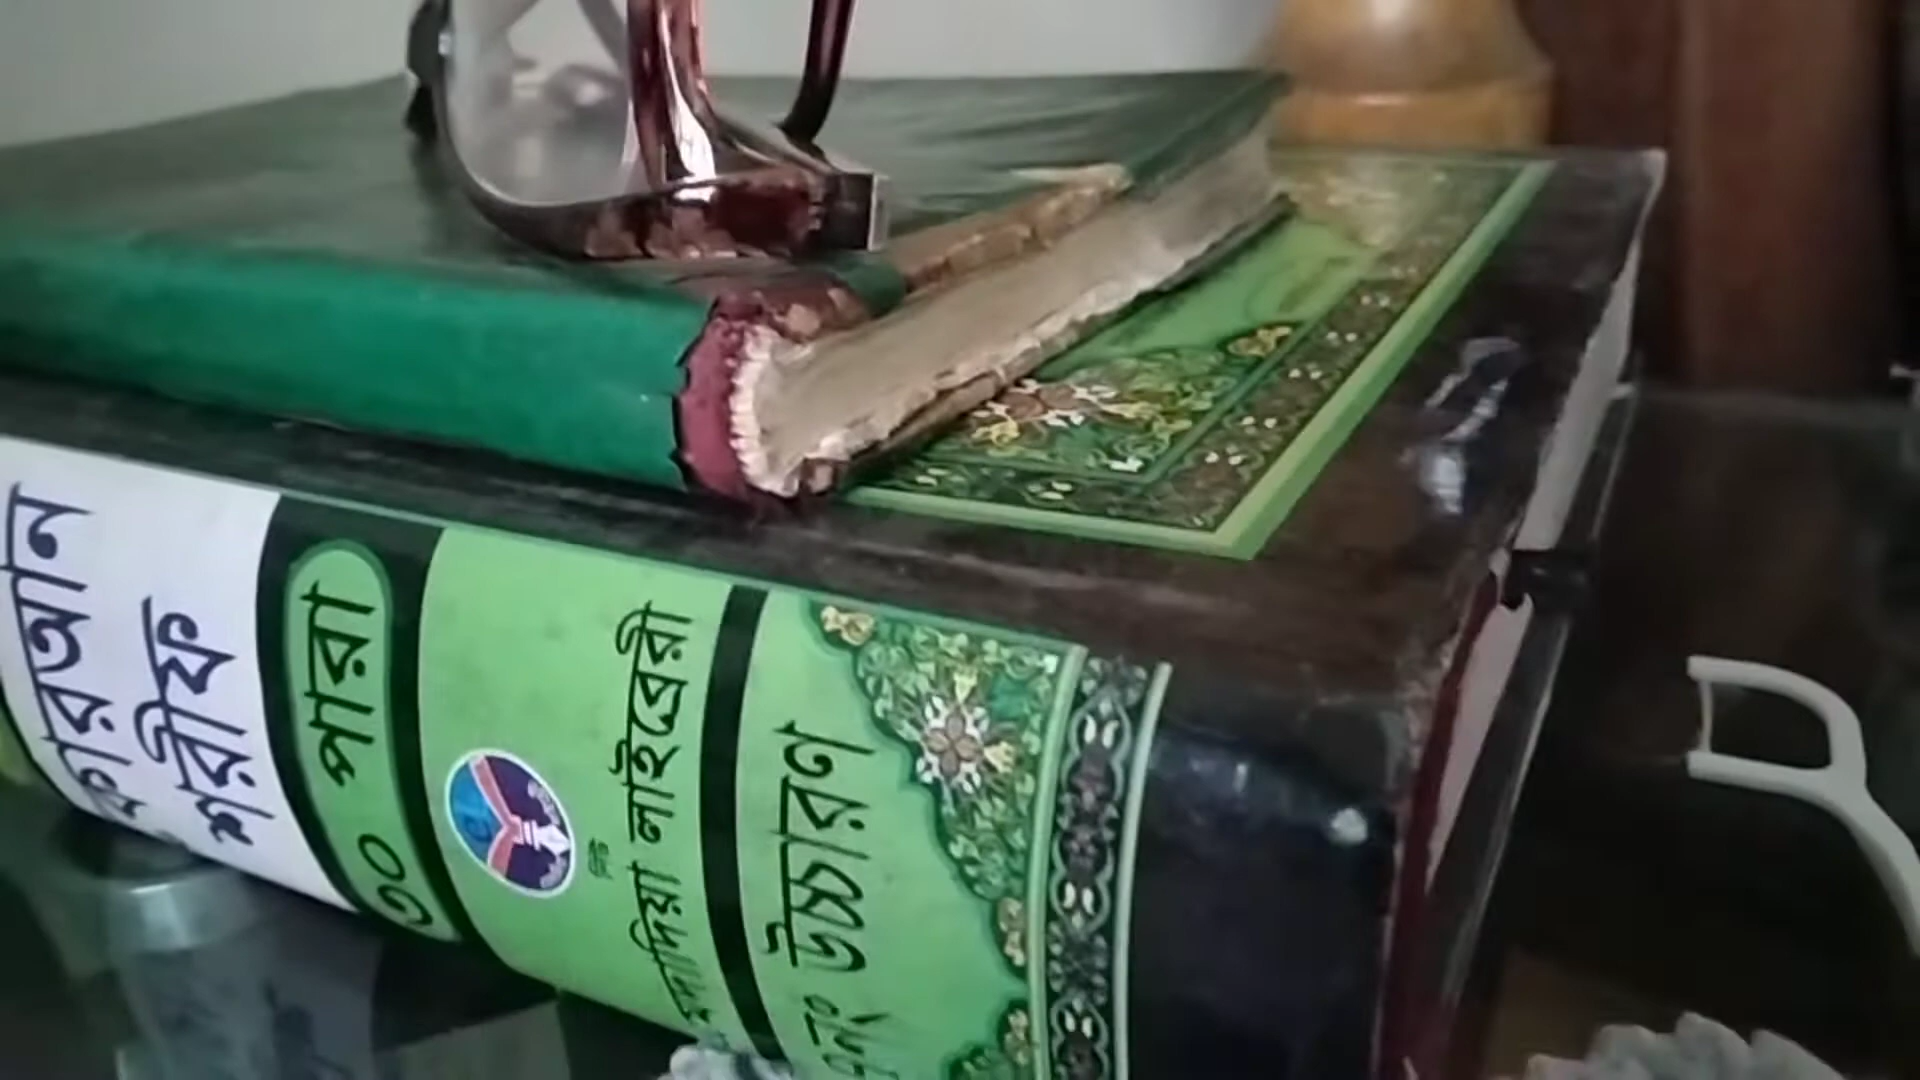 কোরআন
শরীফ
৩০ পারা
সোলেমানিয়া লাইব্রেরী
উচ্চারণ